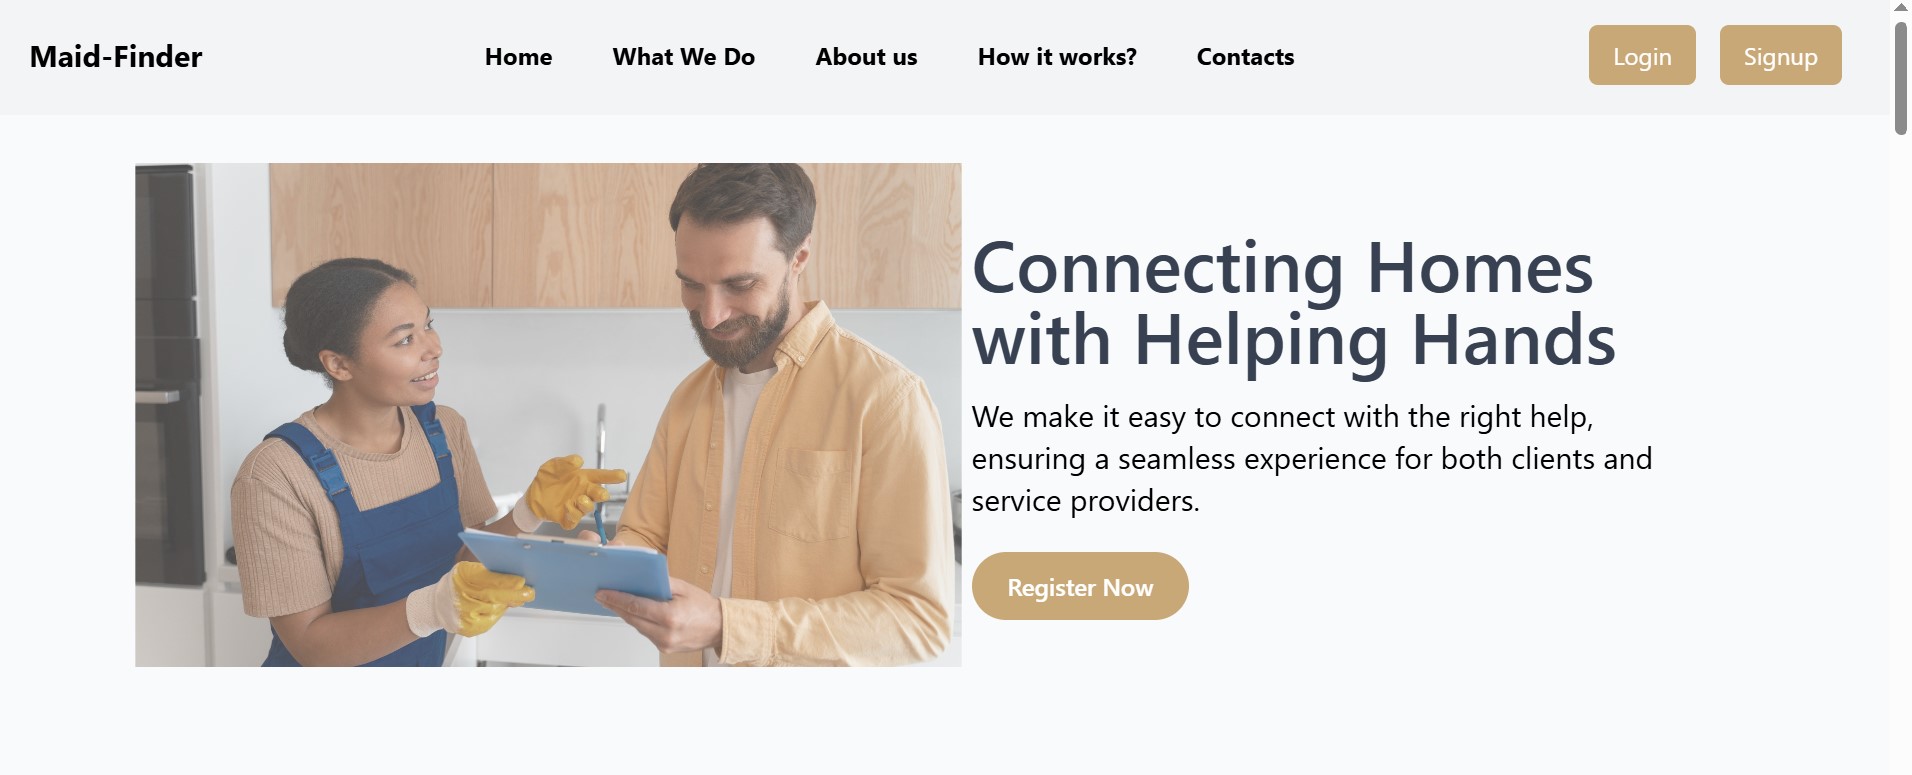 Maid-Finder
Home
What We Do
About us
How it works?
Contacts
Login
Signup
Connecting Homes
with Helping Hands
We make it easy to connect with the right help,
ensuring a seamless experience for both clients and
service providers.
Register Now